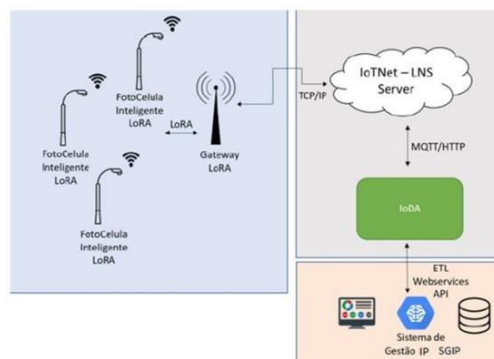 FotoCelula
Inteligente
LoRA
FotoCelula
Inteligente
LoRA
FotoCelula
Inteligente
LoRA
LoRA
Gateway
LoRA
TCP/IP
IoTNet – LNS
Server
MQTT/HTTP
IoDA
ETL
Webservices
API
Sistema de
Gestão IP SGIP